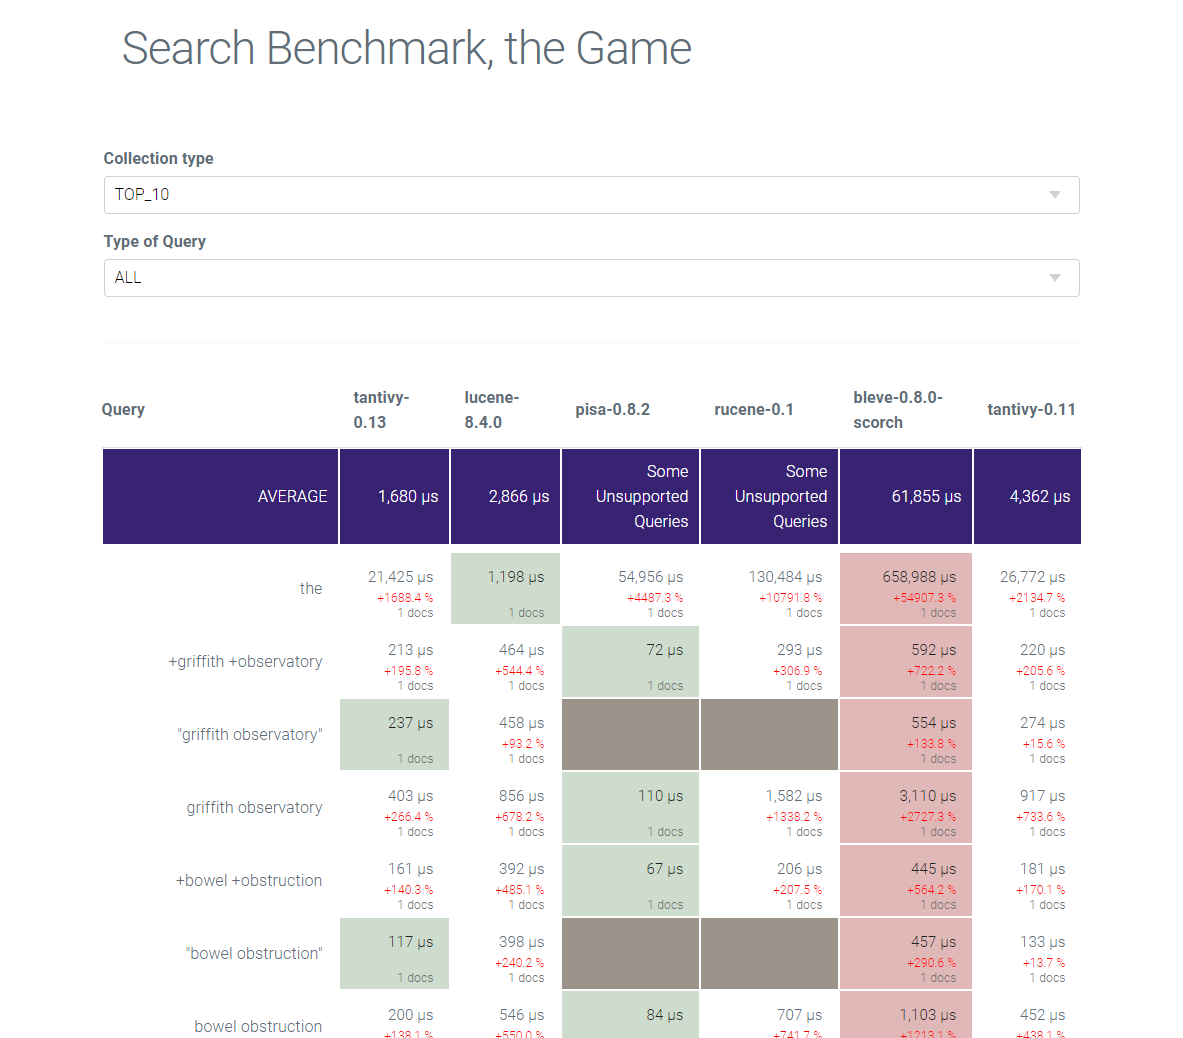 Search Benchmark, the Game
Collection type
TOP_10
Type of Query
ALL
Query tantivy-0.13 lucene-8.4.0 pisa-0.8.2 rucene-0.1 bleve-0.8.0-scorch tantivy-0.11
AVERAGE 1,680 μs 2,866 μs Some Unsupported Queries Some Unsupported Queries 61,855 μs 4,362 μs
the 21,425 μs 1,198 μs 54,956 μs 130,484 μs 658,988 μs 26,772 μs
+1688.4 % +4487.3 % +10791.8 % +54907.3 % +2134.7 %
1 docs 1 docs 1 docs 1 docs 1 docs 1 docs
+griffith +observatory 213 μs 464 μs 72 μs 293 μs 592 μs 220 μs
+195.8 % +544.4 % +306.9 % +722.2 % +205.6 %
1 docs 1 docs 1 docs 1 docs 1 docs 1 docs
"griffith observatory" 237 μs 458 μs 554 μs 274 μs
+93.2 % +133.8 % +15.6 %
1 docs 1 docs 1 docs 1 docs
griffith observatory 403 μs 856 μs 110 μs 1,582 μs 3,110 μs 917 μs
+266.4 % +678.2 % +1338.2 % +2727.3 % +733.6 %
1 docs 1 docs 1 docs 1 docs 1 docs 1 docs
+bowel +obstruction 161 μs 392 μs 67 μs 206 μs 445 μs 181 μs
+140.3 % +485.1 % +207.5 % +564.2 % +170.1 %
1 docs 1 docs 1 docs 1 docs 1 docs 1 docs
"bowel obstruction" 117 μs 398 μs 457 μs 133 μs
+240.2 % +290.6 % +13.7 %
1 docs 1 docs 1 docs 1 docs
bowel obstruction 200 μs 546 μs 84 μs 707 μs 1,103 μs 452 μs
+138.1 % +550.0 % +741.7 % +1213.1 % +438.1 %